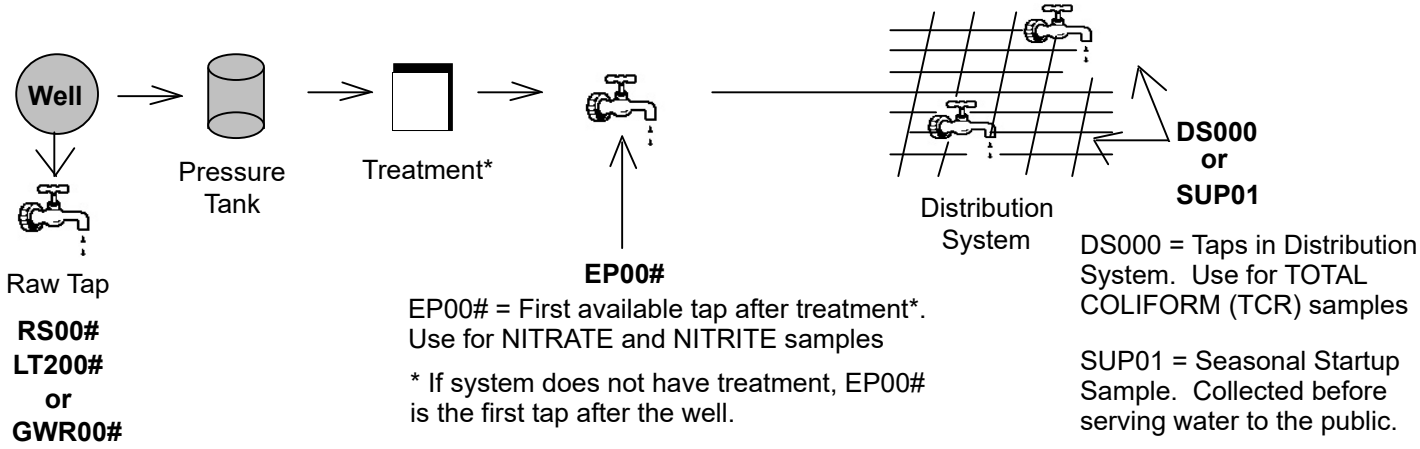 Well
Pressure
Tank
Treatment*
Raw Tap
RS00#
LT200#
or
GWR00#
EP00#
EP00# = First available tap after treatment*.
Use for NITRATE and NITRITE samples
* If system does not have treatment, EP00#
is the first tap after the well.
Distribution
System
DS000
or
SUP01
DS000 = Taps in Distribution
System. Use for TOTAL
COLIFORM (TCR) samples
SUP01 = Seasonal Startup
Sample. Collected before
serving water to the public.